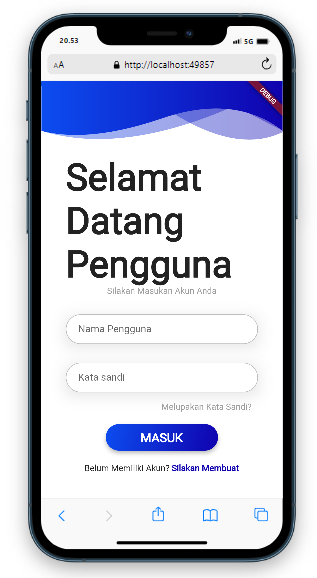 20.53
5G
AA
http://localhost:49857
DEBUG
Selamat
Datang
Pengguna
Silakan Masukan Akun Anda
Nama Pengguna
Kata sandi
Melupakan Kata Sandi?
MASUK
Belum Memiliki Akun? Silakan Membuat